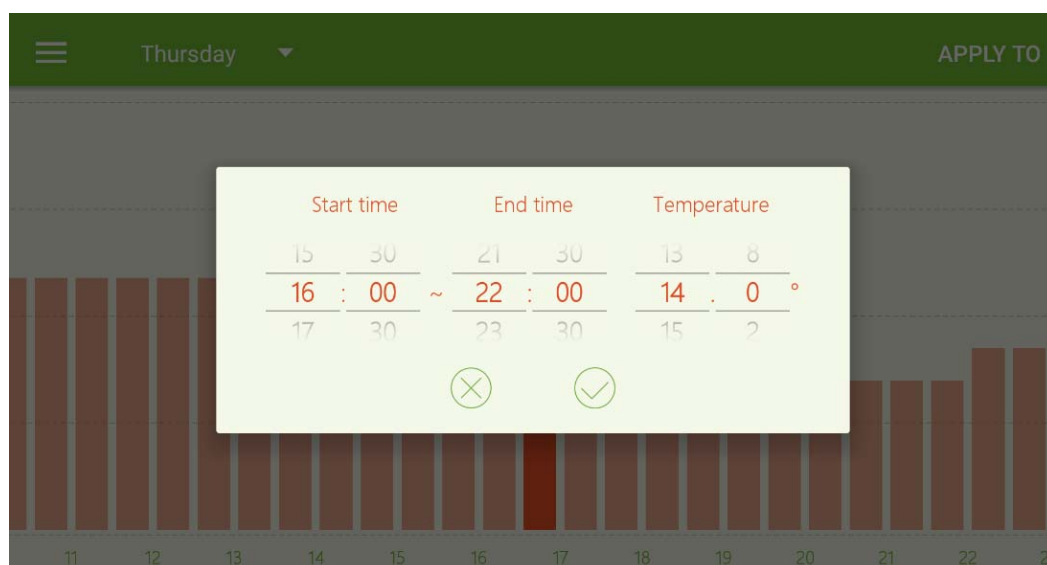 Thursday APPLY TO
Start time End time Temperature
15 30 21 30 13 8
16 : 00 ~ 22 : 00 14 . 0 °
17 30 23 30 15 2
11 12 13 14 15 16 17 18 19 20 21 22 2